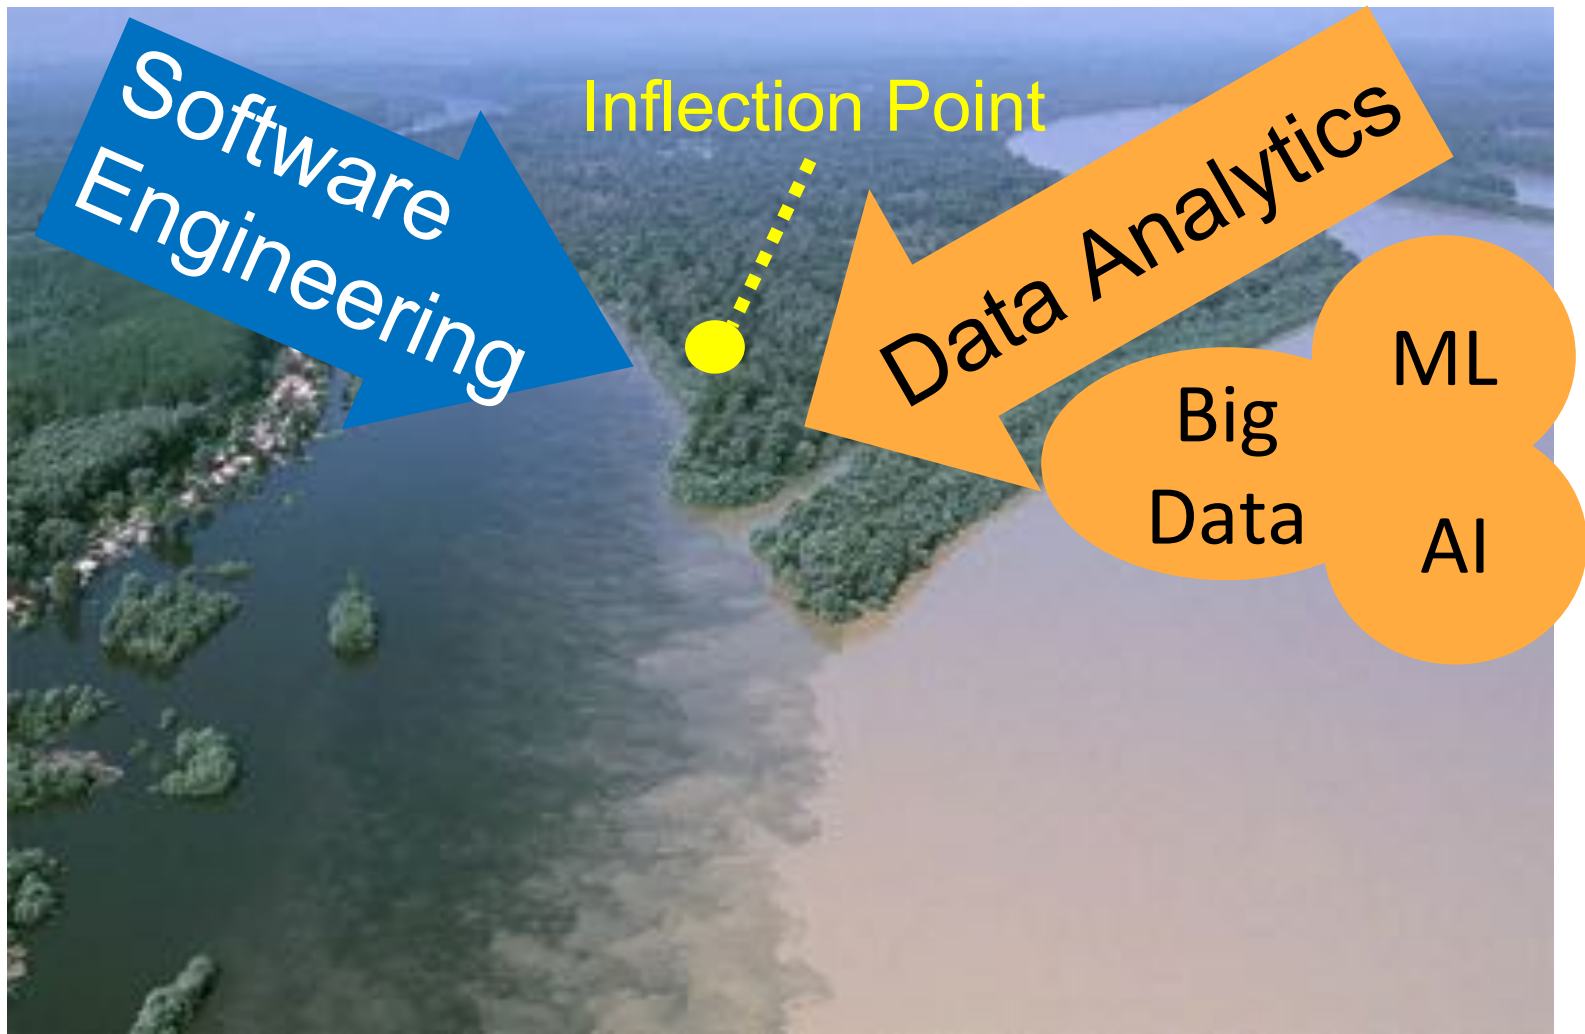 Software
Engineering
Inflection Point
Data Analytics
ML
Big
Data
AI